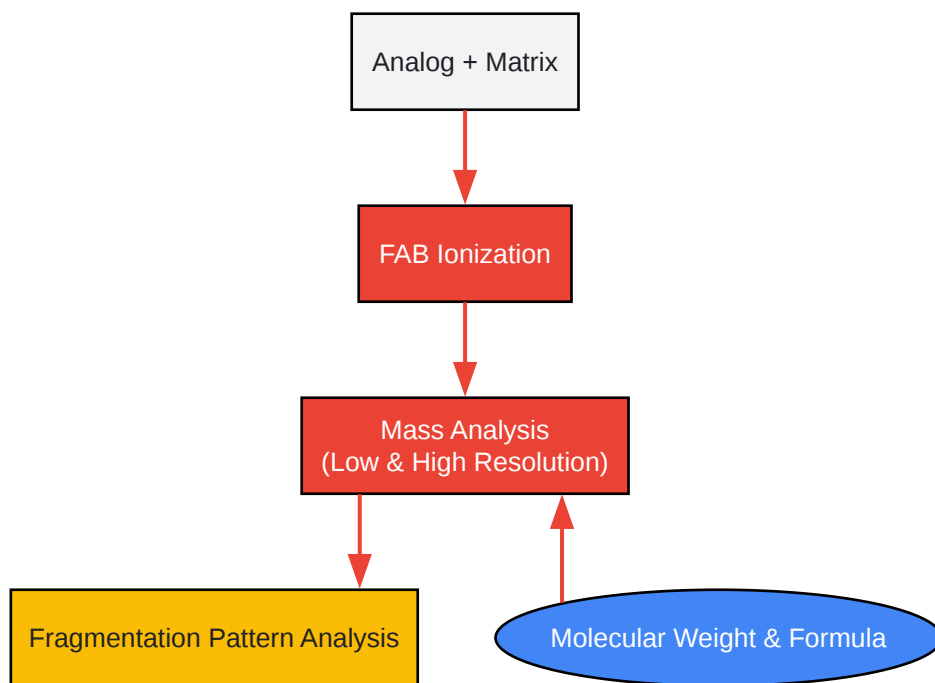 Analog + Matrix
FAB Ionization
Mass Analysis
(Low & High Resolution)
Fragmentation Pattern Analysis
Molecular Weight & Formula